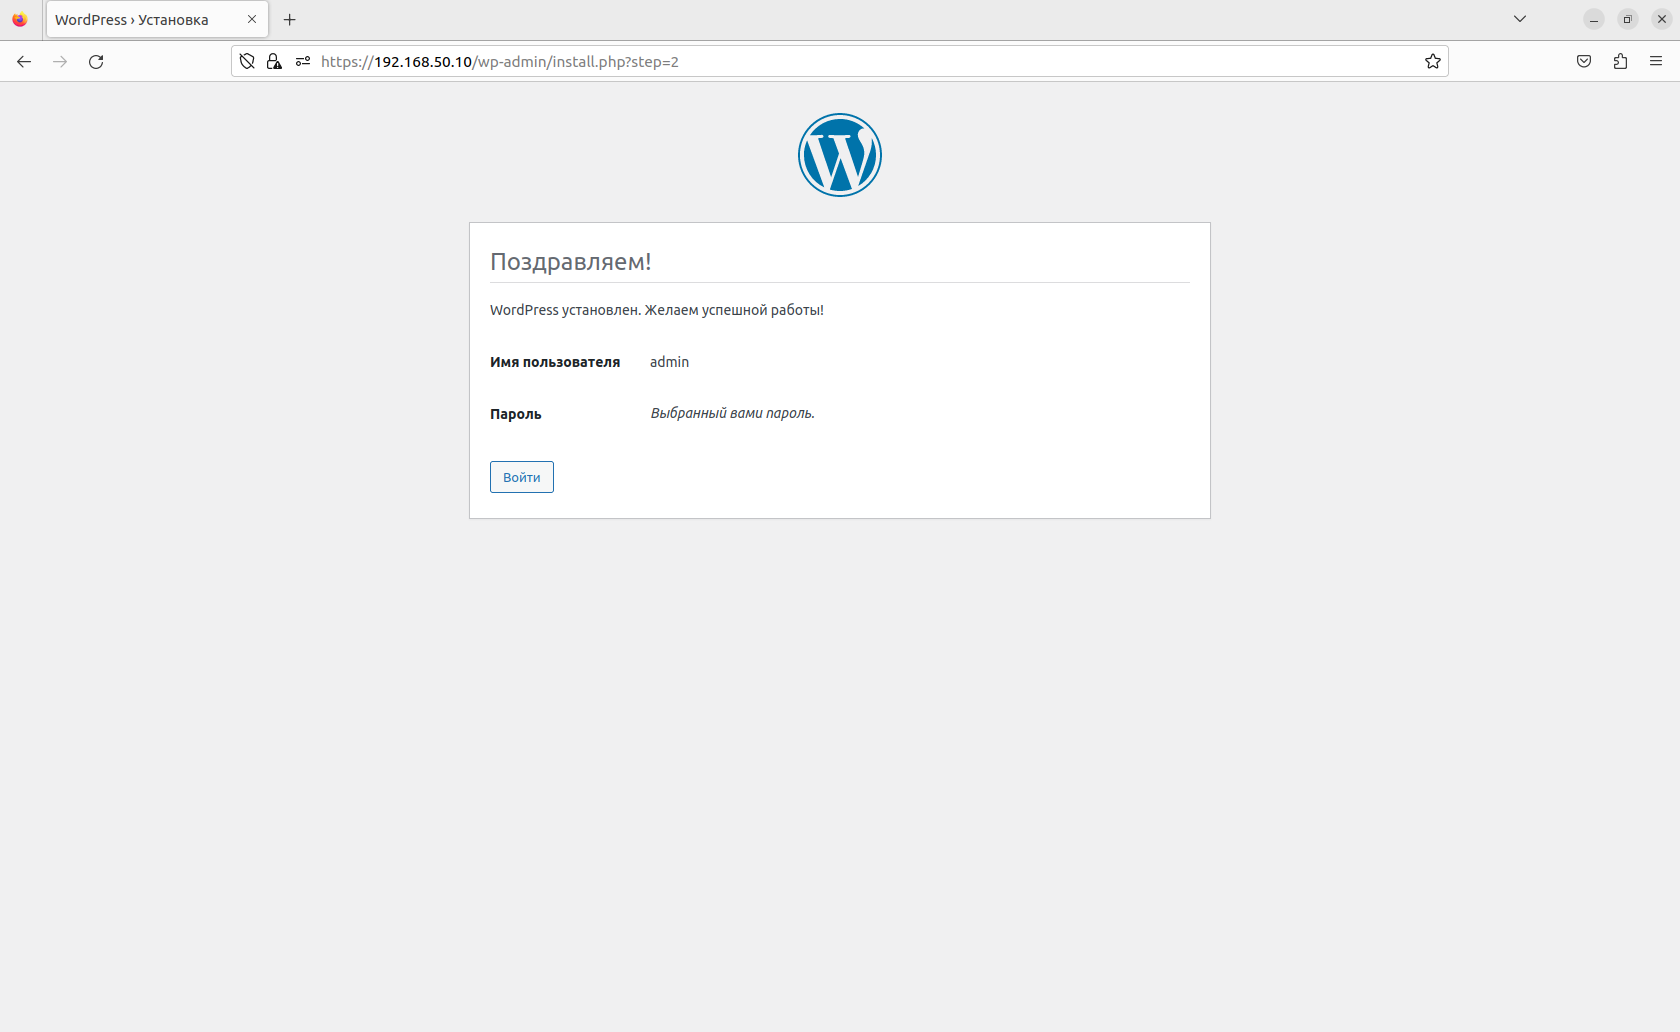 WordPress › Установка
https://192.168.50.10/wp-admin/install.php?step=2
Поздравляем!
WordPress установлен. Желаем успешной работы!
Имя пользователя admin
Пароль Выбранный вами пароль.
Войти